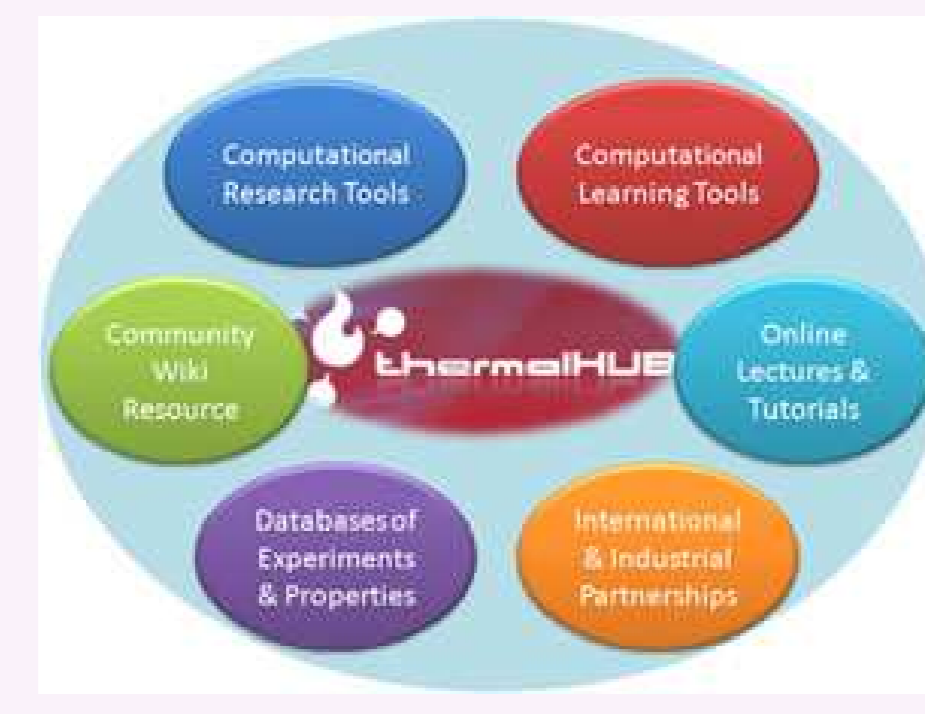 Computational
Research Tools
Computational
Learning Tools
Community
Wiki
Resource
thermalHUB
Online
Lectures &
Tutorials
Databases of
Experiments
& Properties
International
& Industrial
Partnerships